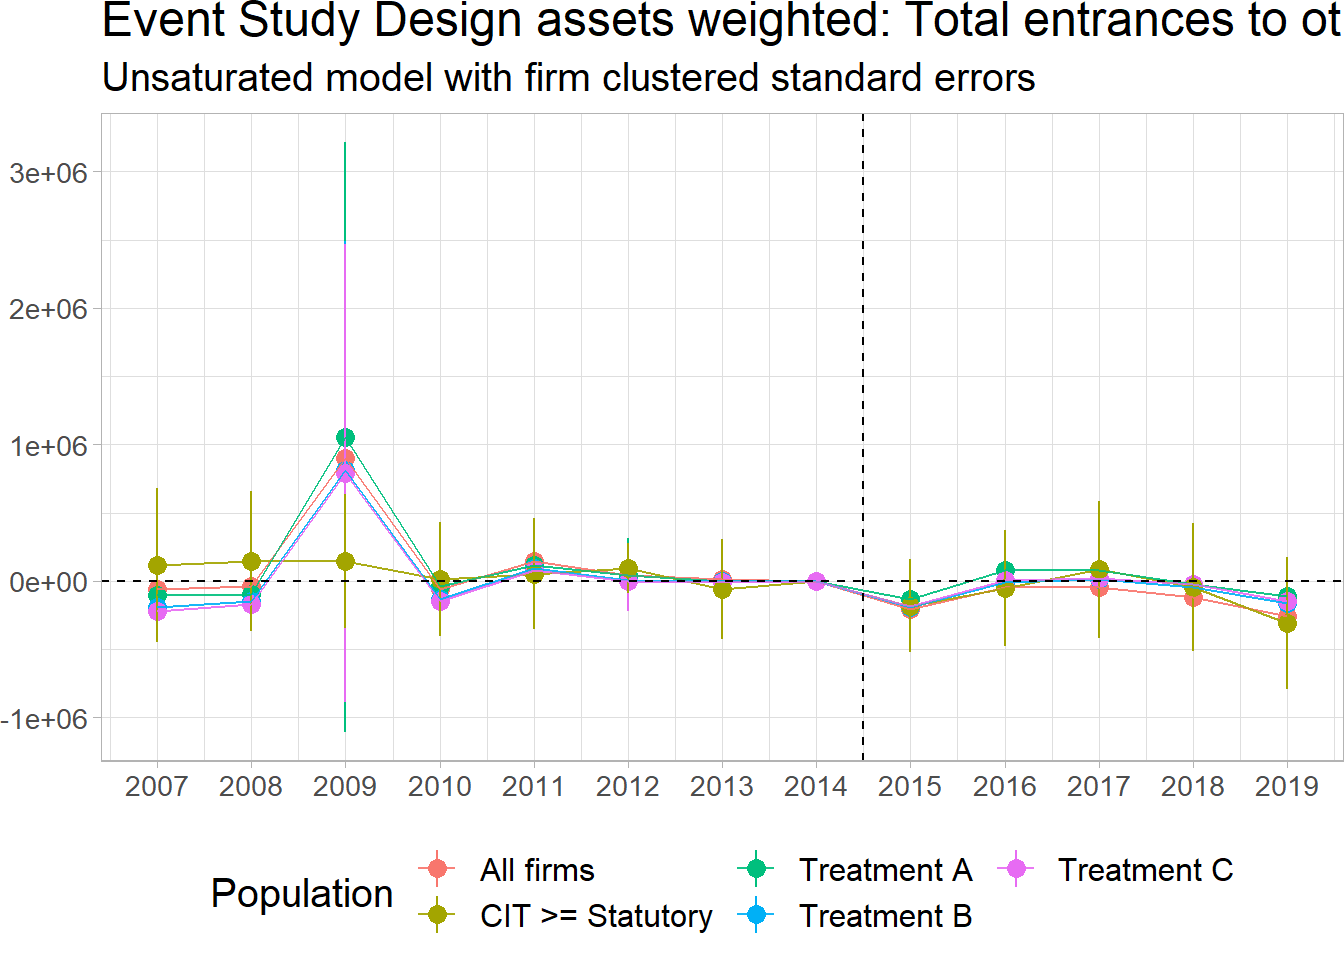 Event Study Design assets weighted: Total entrances to ot
Unsaturated model with firm clustered standard errors
3e+06
2e+06
1e+06
0e+00
-1e+06
2007 2008 2009 2010 2011 2012 2013 2014 2015 2016 2017 2018 2019
Population
All firms
CIT >= Statutory
Treatment A
Treatment B
Treatment C